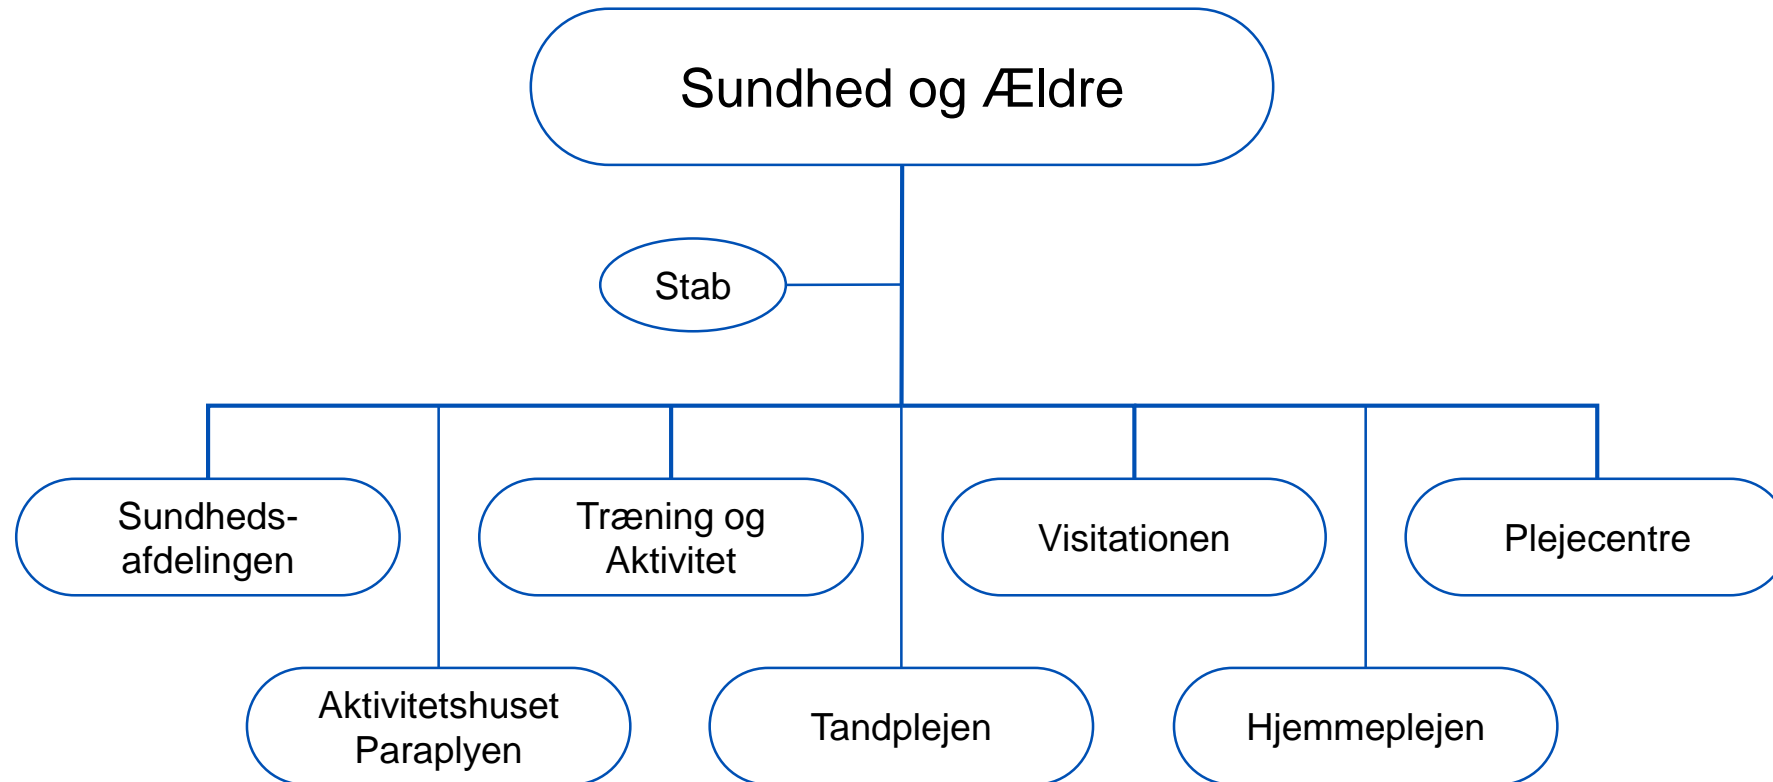 Sundhed og Ældre
Stab
Sundheds-
afdelingen
Træning og
Aktivitet
Visitationen
Plejecentre
Aktivitetshuset
Paraplyen
Tandplejen
Hjemmeplejen